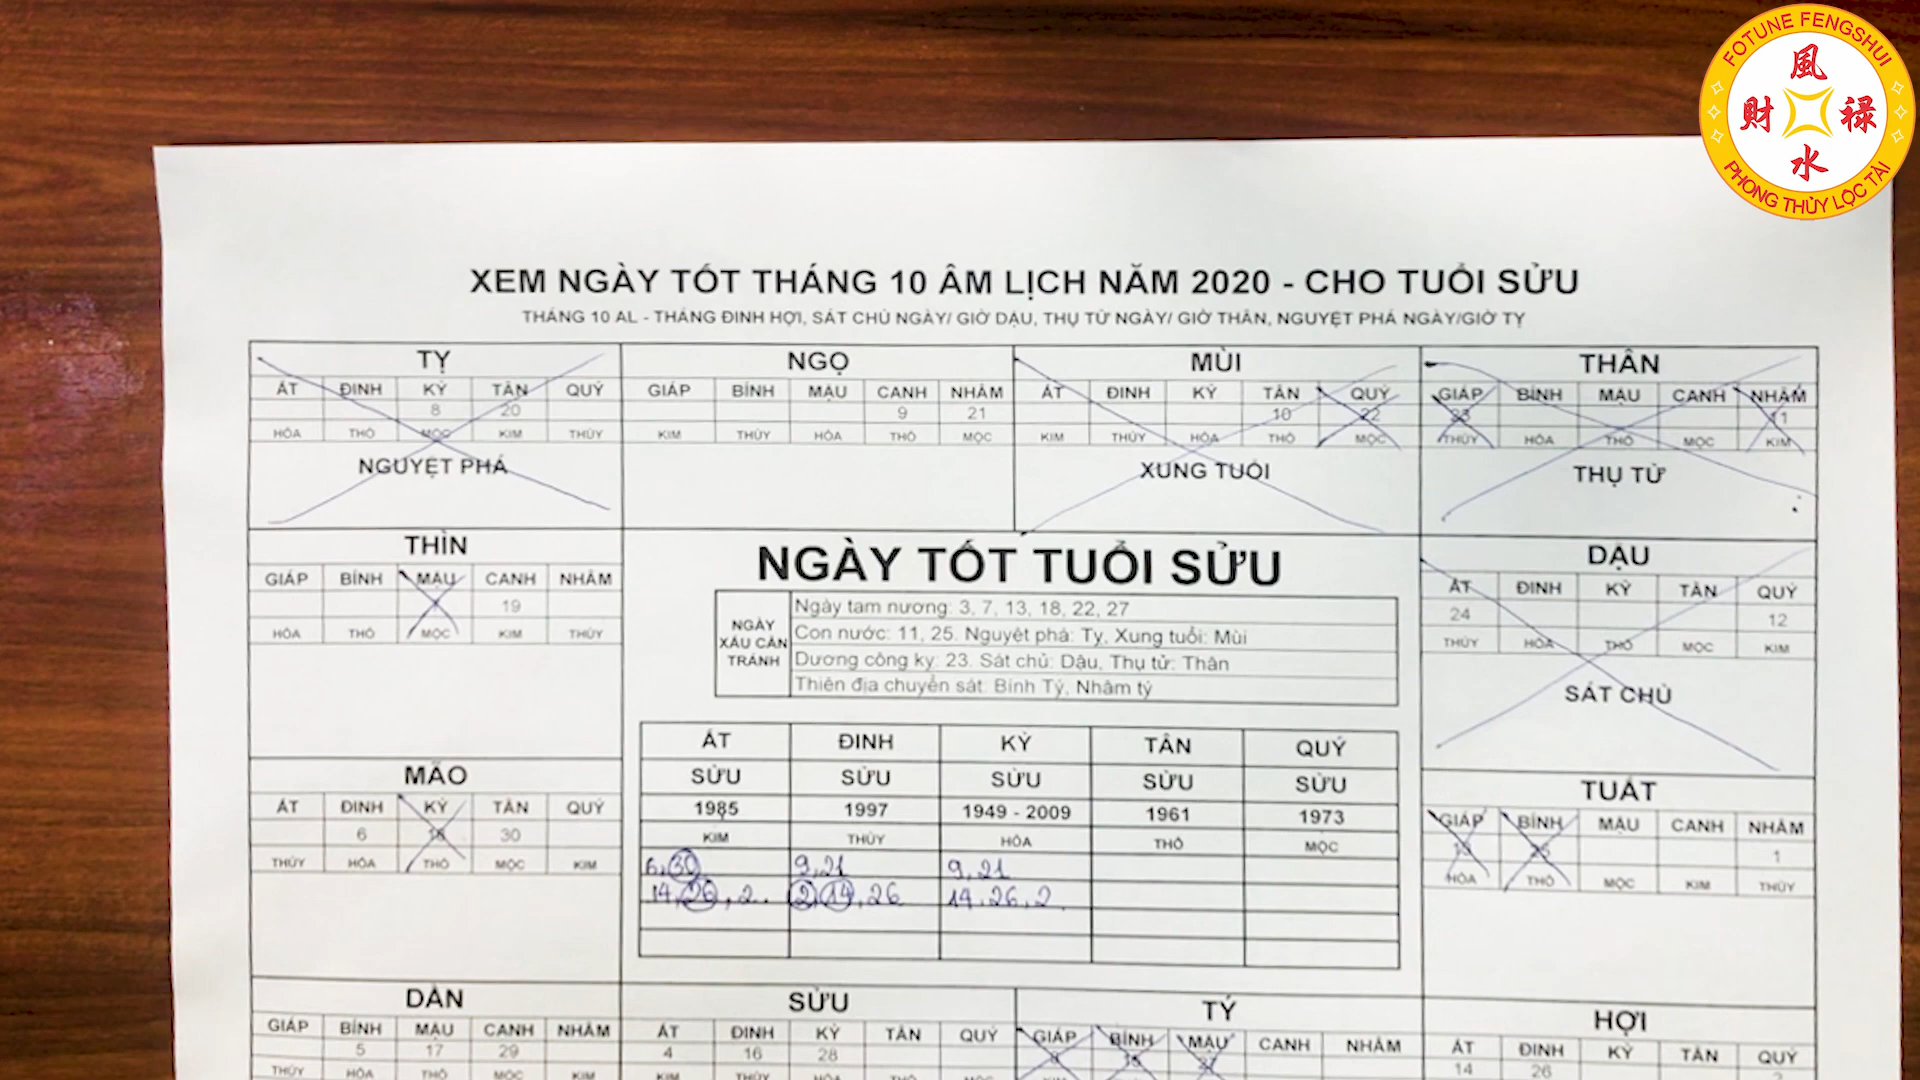 FOTUNE FENGSHUI
風
財 禄
水
PHONG THỦY LỘC TÀI
XEM NGÀY TỐT THÁNG 10 ÂM LỊCH NĂM 2020 - CHO TUỔI SỬU
THÁNG 10 AL - THÁNG ĐINH HỢI, SÁT CHỦ NGÀY/ GIỜ DẬU, THỤ TỬ NGÀY/ GIỜ THÂN, NGUYỆT PHÁ NGÀY/GIỜ TỴ
TỴ
ẤT ĐINH KỶ TÂN QUÝ
8 20
HỎA THỔ MỘC KIM THỦY
NGUYỆT PHÁ
NGỌ
GIÁP BÍNH MẬU CANH NHÂM
9 21
KIM THỦY HỎA THỔ MỘC
MÙI
ẤT ĐINH KỶ TÂN QUÝ
10 22
KIM THỦY HỎA THỔ MỘC
XUNG TUỔI
THÂN
GIÁP BÍNH MẬU CANH NHÂM
23 11
THỦY HỎA THỔ MỘC KIM
THỤ TỬ
THÌN
GIÁP BÍNH MẬU CANH NHÂM
19
HỎA THỔ MỘC KIM THỦY
NGÀY TỐT TUỔI SỬU
NGÀY XẤU CẦN TRÁNH
Ngày tam nương: 3, 7, 13, 18, 22, 27
Con nước: 11, 25. Nguyệt phá: Tỵ, Xung tuổi: Mùi
Dương công kỵ: 23. Sát chủ: Dậu, Thụ tử: Thân
Thiên địa chuyển sát: Bính Tý, Nhâm tý
DẬU
ẤT ĐINH KỶ TÂN QUÝ
24 12
THỦY HỎA THỔ MỘC KIM
SÁT CHỦ
MÃO
ẤT ĐINH KỶ TÂN QUÝ
6 18 30
THỦY HỎA THỔ MỘC KIM
ẤT ĐINH KỶ TÂN QUÝ
SỬU SỬU SỬU SỬU SỬU
1985 1997 1949 - 2009 1961 1973
KIM THỦY HỎA THỔ MỘC
6, 30 9, 21 9, 21
14, 26, 2. 2, 14, 26 14, 26, 2
TUẤT
GIÁP BÍNH MẬU CANH NHÂM
13 25 1
HỎA THỔ MỘC KIM THỦY
DẦN
GIÁP BÍNH MẬU CANH NHÂM
5 17 29
THỦY HỎA THỔ MỘC KIM
SỬU
ẤT ĐINH KỶ TÂN QUÝ
4 16 28
KIM THỦY HỎA THỔ MỘC
TÝ
GIÁP BÍNH MẬU CANH NHÂM
HỢI
ẤT ĐINH KỶ TÂN QUÝ
14 26 2